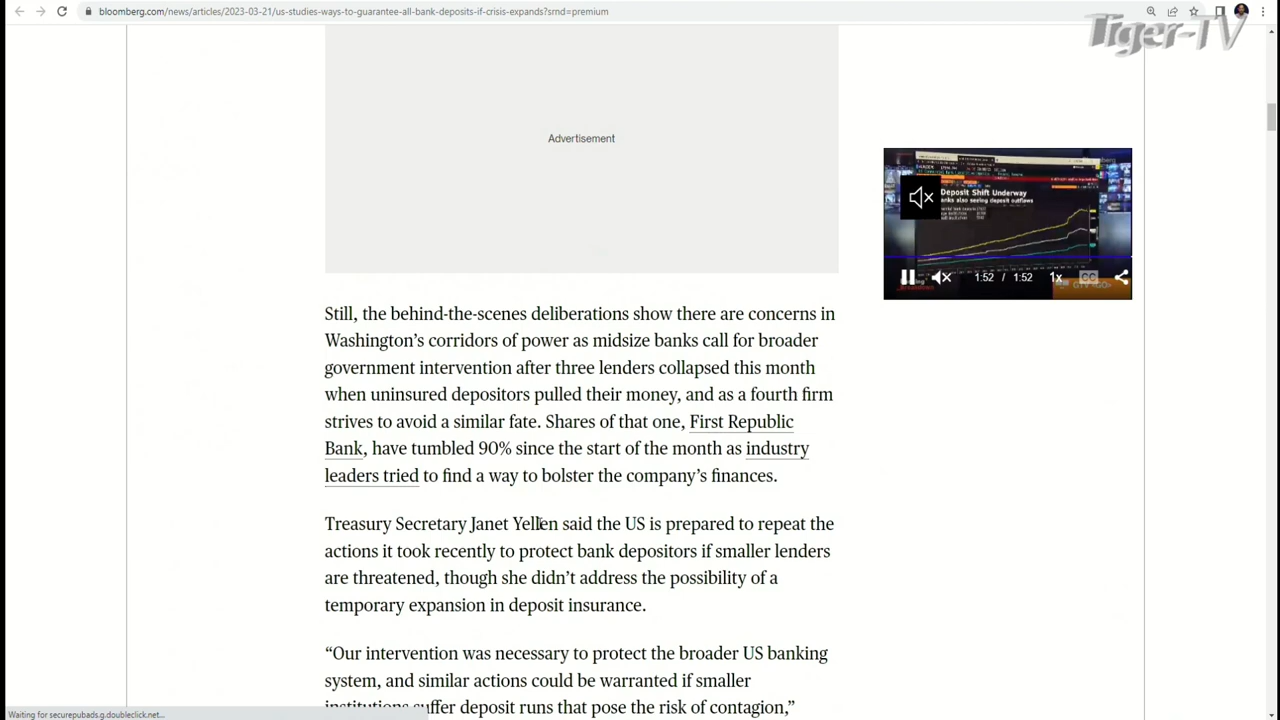 bloomberg.com/news/articles/2023-03-21/us-studies-ways-to-guarantee-all-bank-deposits-if-crisis-expands?srnd=premium
Tiger-TV
Advertisement
Deposit Shift Underway
anks also seeing deposit outflows
1:52 / 1:52 1x CC
GTV <GO>
Still, the behind-the-scenes deliberations show there are concerns in
Washington’s corridors of power as midsize banks call for broader
government intervention after three lenders collapsed this month
when uninsured depositors pulled their money, and as a fourth firm
strives to avoid a similar fate. Shares of that one, First Republic
Bank, have tumbled 90% since the start of the month as industry
leaders tried to find a way to bolster the company’s finances.
Treasury Secretary Janet Yellen said the US is prepared to repeat the
actions it took recently to protect bank depositors if smaller lenders
are threatened, though she didn’t address the possibility of a
temporary expansion in deposit insurance.
“Our intervention was necessary to protect the broader US banking
system, and similar actions could be warranted if smaller
institutions suffer deposit runs that pose the risk of contagion,”
Waiting for securepubads.g.doubleclick.net...